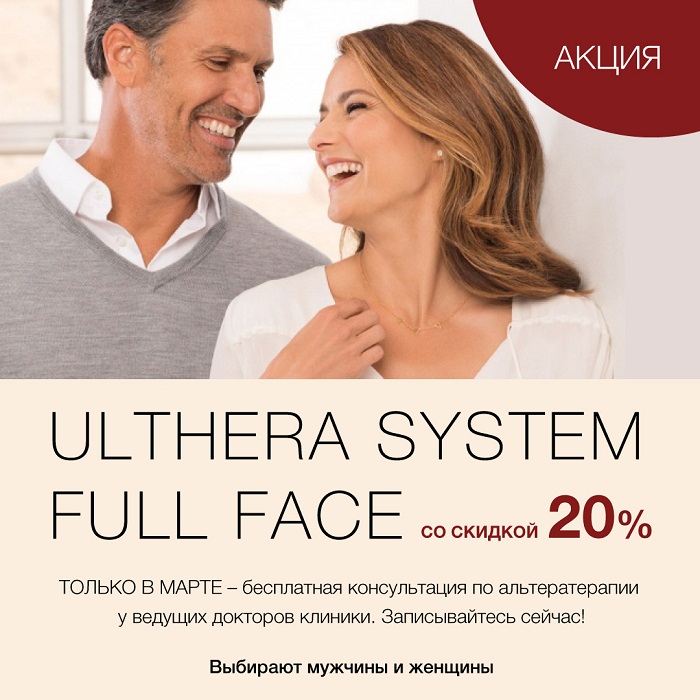 АКЦИЯ
ULTHERA SYSTEM
FULL FACE со скидкой 20%
ТОЛЬКО В МАРТЕ – бесплатная консультация по альтератерапии
у ведущих докторов клиники. Записывайтесь сейчас!
Выбирают мужчины и женщины